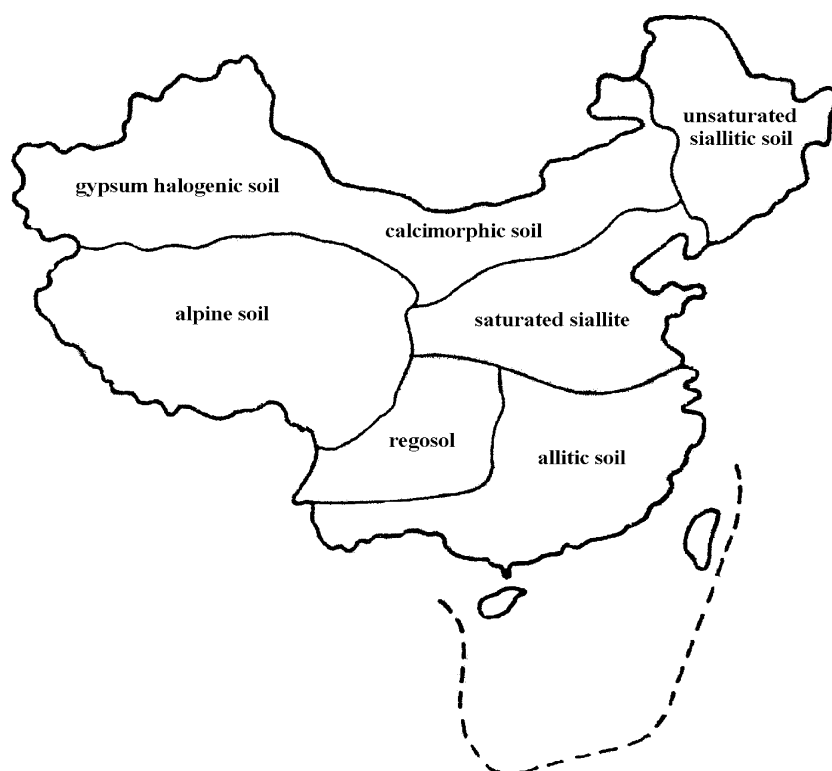 unsaturated
siallitic soil
gypsum halogenic soil
calcimorphic soil
alpine soil
saturated siallite
regosol
allitic soil